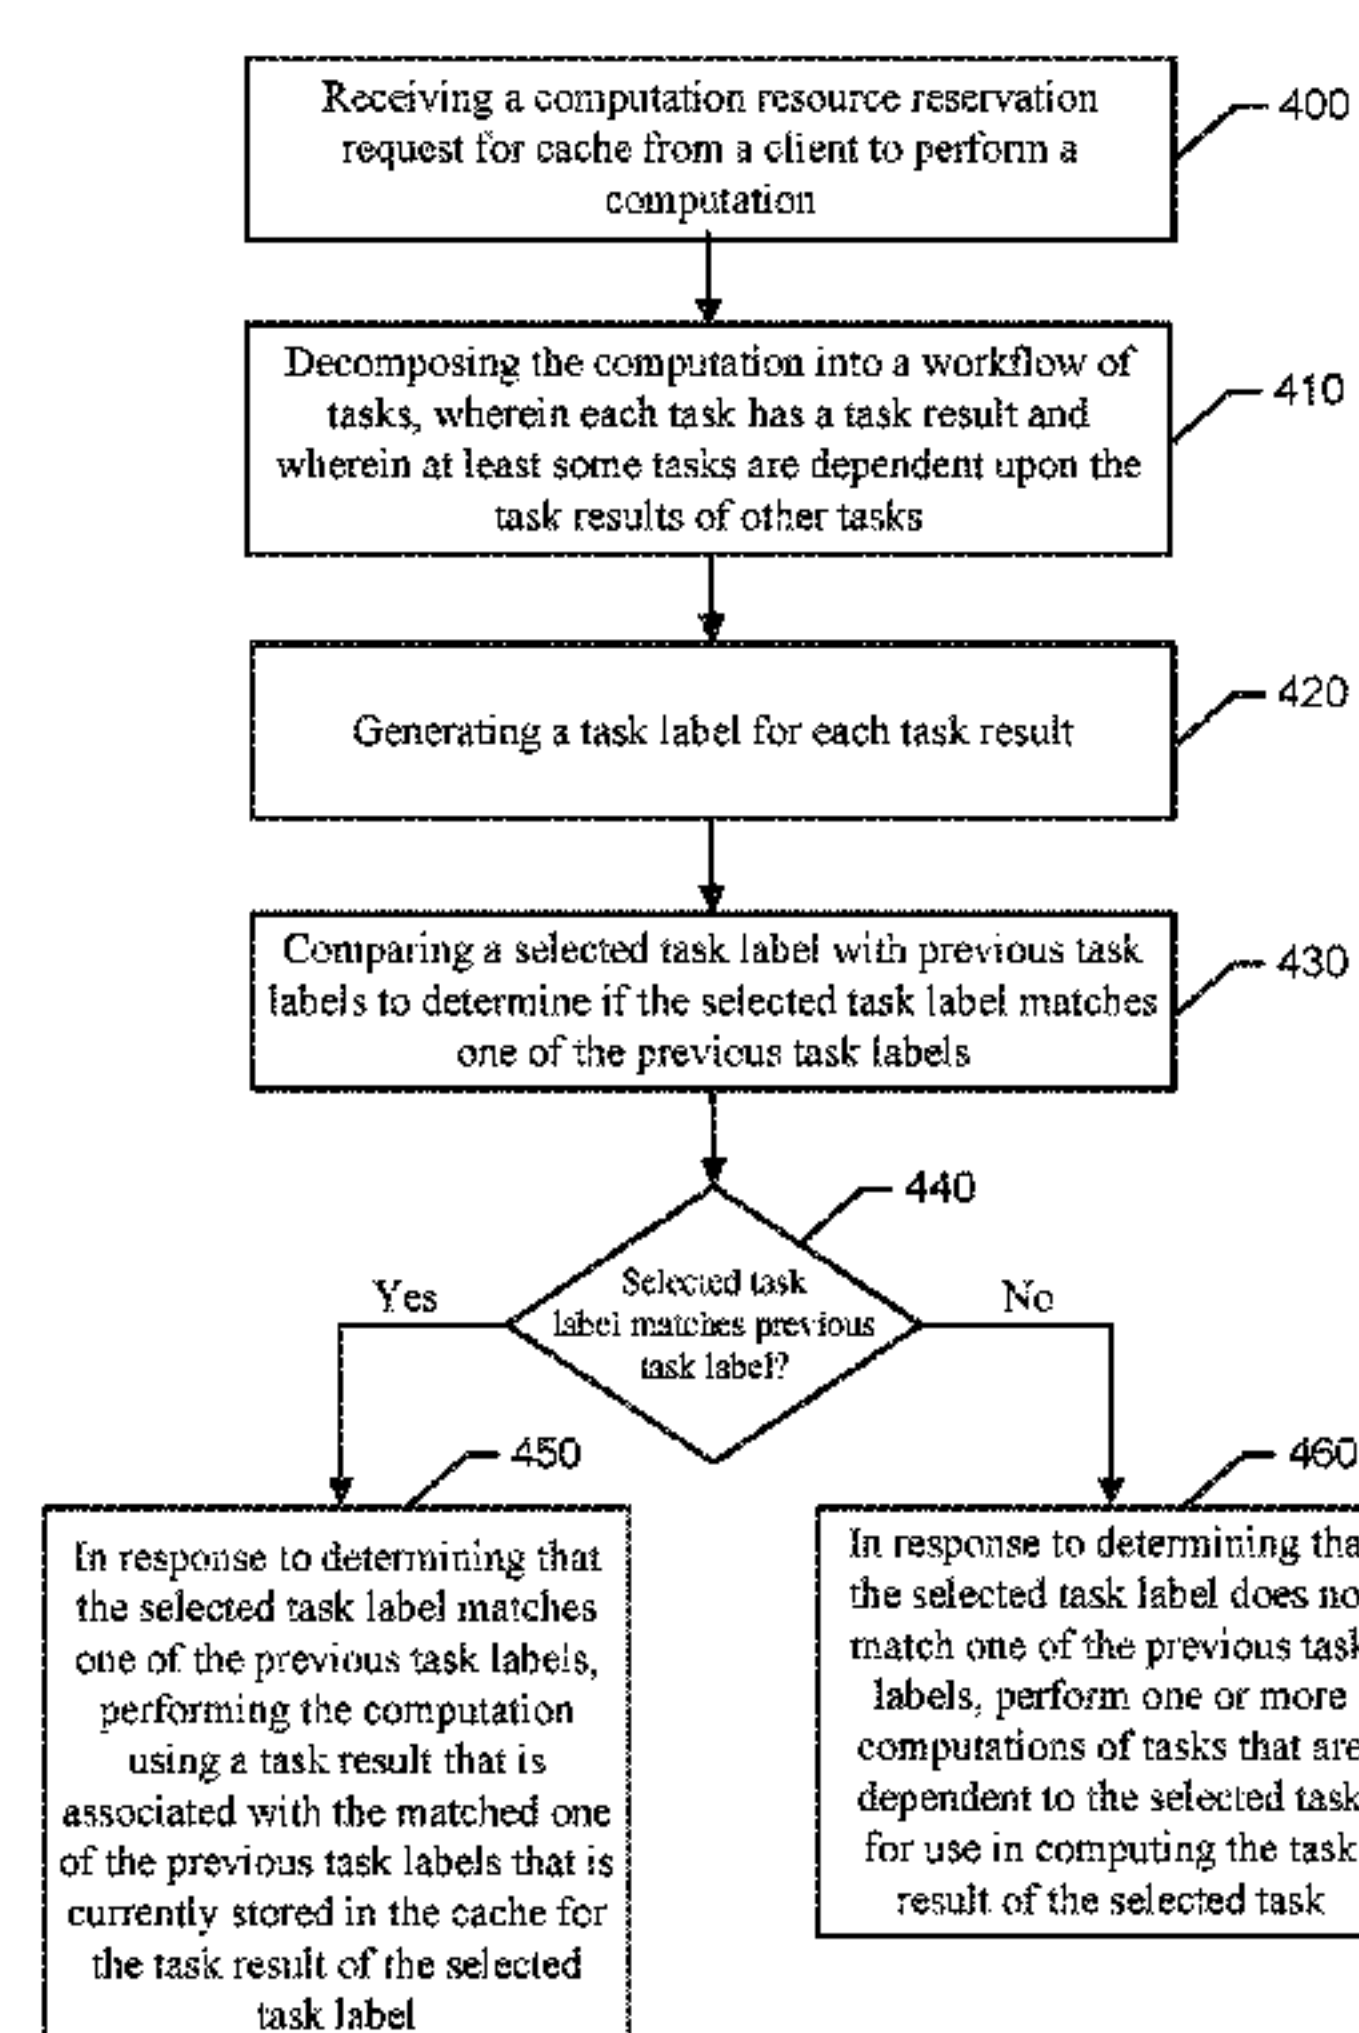 Receiving a computation resource reservation
request for cache from a client to perform a
computation
400
Decomposing the computation into a workflow of
tasks, wherein each task has a task result and
wherein at least some tasks are dependent upon the
task results of other tasks
410
Generating a task label for each task result
420
Comparing a selected task label with previous task
labels to determine if the selected task label matches
one of the previous task labels
430
440
Selected task
label matches previous
task label?
Yes
No
450
In response to determining that
the selected task label matches
one of the previous task labels,
performing the computation
using a task result that is
associated with the matched one
of the previous task labels that is
currently stored in the cache for
the task result of the selected
task label
460
In response to determining tha
the selected task label does no
match one of the previous task
labels, perform one or more
computations of tasks that are
dependent to the selected task
for use in computing the task
result of the selected task